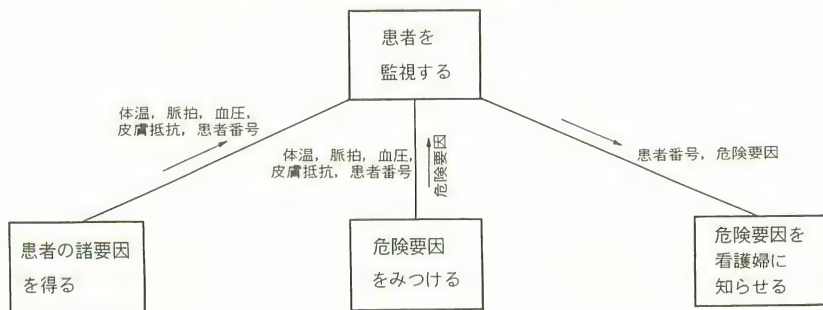 患者を
監視する
体温，脈拍，血圧，
皮膚抵抗，患者番号
体温，脈拍，血圧，
皮膚抵抗，患者番号
危険要因
患者番号，危険要因
患者の諸要因
を得る
危険要因
をみつける
危険要因を
看護婦に
知らせる